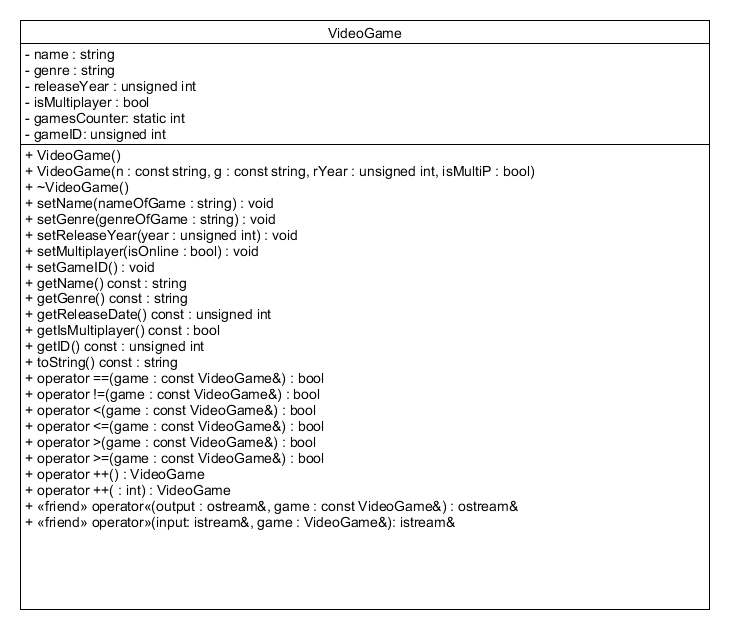 VideoGame
- name : string
- genre : string
- releaseYear : unsigned int
- isMultiplayer : bool
- gamesCounter: static int
- gameID: unsigned int
+ VideoGame()
+ VideoGame(n : const string, g : const string, rYear : unsigned int, isMultiP : bool)
+ ~VideoGame()
+ setName(nameOfGame : string) : void
+ setGenre(genreOfGame : string) : void
+ setReleaseYear(year : unsigned int) : void
+ setMultiplayer(isOnline : bool) : void
+ setGameID() : void
+ getName() const : string
+ getGenre() const : string
+ getReleaseDate() const : unsigned int
+ getIsMultiplayer() const : bool
+ getID() const : unsigned int
+ toString() const : string
+ operator ==(game : const VideoGame&) : bool
+ operator !=(game : const VideoGame&) : bool
+ operator <(game : const VideoGame&) : bool
+ operator <=(game : const VideoGame&) : bool
+ operator >(game : const VideoGame&) : bool
+ operator >=(game : const VideoGame&) : bool
+ operator ++() : VideoGame
+ operator ++( : int) : VideoGame
+ «friend» operator«(output : ostream&, game : const VideoGame&) : ostream&
+ «friend» operator»(input: istream&, game : VideoGame&): istream&